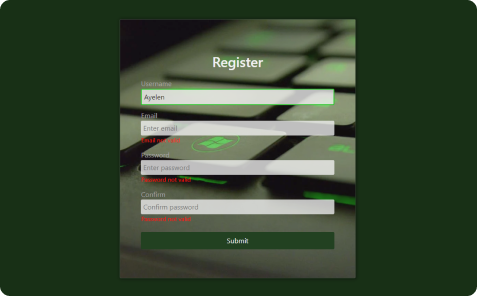 Register
Username
Ayelen
Email
Enter email
Email not valid
Password
Enter password
Password not valid
Confirm
Confirm password
Submit